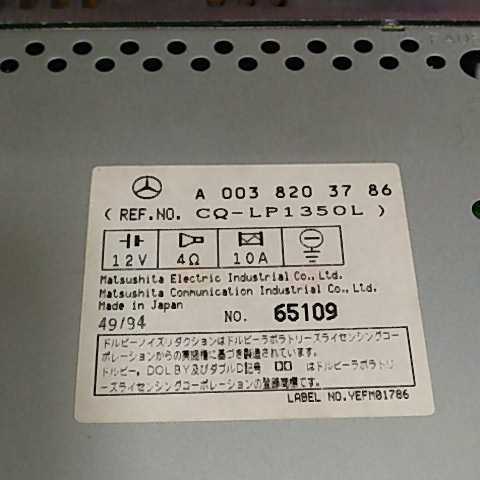 A 003 820 37 86
(REF.NO. CQ-LP1350L)
12V 4Ω 10A
Matsushita Electric Industrial Co., Ltd.
Matsushita Communication Industrial Co., Ltd.
Made in Japan
49/94 NO. 65109
ドルビーノイズリダクションはドルビーラボラトリーズライセンシングコー
ポレーションからの実施権に基づき製造されています。
ドルビー, DOLBY及びダブルD記号 はドルビーラボラトリ
ーズライセンシングコーポレーションの登録商標です。
LABEL NO.YEFM01786